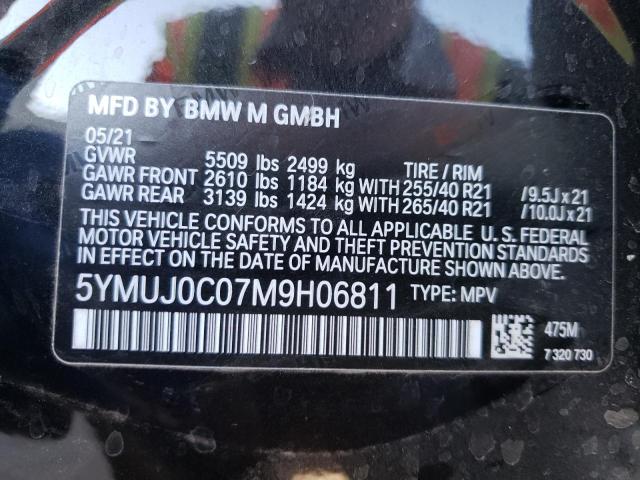 MFD BY BMW M GMBH
05/21
GVWR 5509 lbs 2499 kg TIRE / RIM
GAWR FRONT 2610 lbs 1184 kg WITH 255/40 R21 /9.5J x 21
GAWR REAR 3139 lbs 1424 kg WITH 265/40 R21 /10.0J x 21
THIS VEHICLE CONFORMS TO ALL APPLICABLE U.S. FEDERAL
MOTOR VEHICLE SAFETY AND THEFT PREVENTION STANDARDS
IN EFFECT ON THE DATE OF MANUFACTURE SHOWN ABOVE.
5YMUJ0C07M9H06811 TYPE: MPV
475M
7 320 730